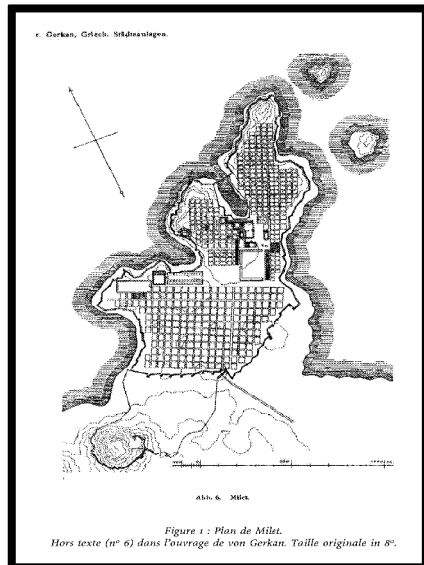 v. Gerkan, Griech. Städteanlagen.
Abb. 6. Milet.
Figure 1 : Plan de Milet.
Hors texte (nº 6) dans l'ouvrage de von Gerkan. Taille originale in 8º.